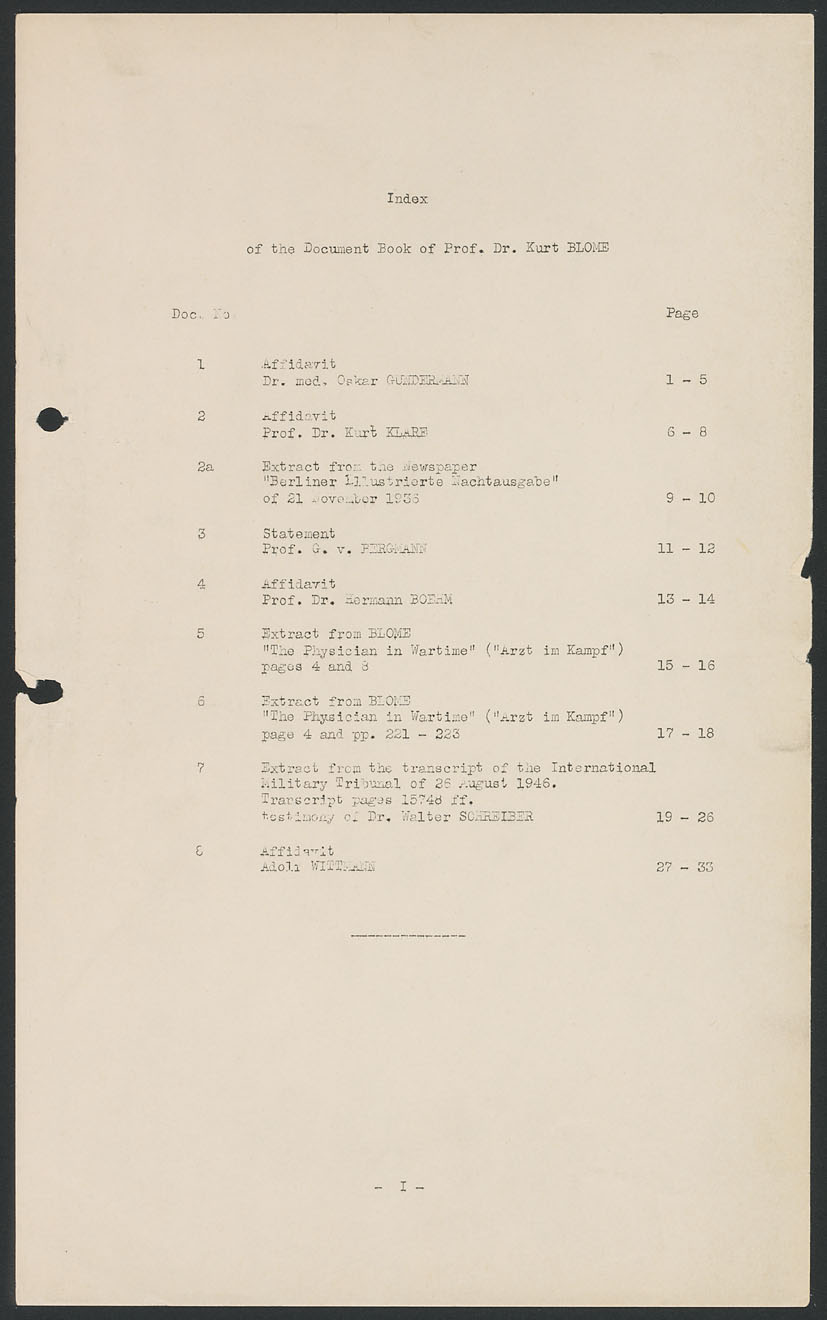 Index
of the Document Book of Prof. Dr. Kurt BLOME
Doc. No. Page
1 Affidavit
Dr. med. Oskar GUNDERMANN 1 - 5
2 Affidavit
Prof. Dr. Kurt KLARE 6 - 8
2a Extract from the Newspaper
"Berliner Illustrierte Nachtausgabe"
of 21 November 1936 9 - 10
3 Statement
Prof. G. v. BERGMANN 11 - 12
4 Affidavit
Prof. Dr. Hermann BOEHM 13 - 14
5 Extract from BLOME
"The Physician in Wartime" ("Arzt im Kampf")
pages 4 and 8 15 - 16
6 Extract from BLOME
"The Physician in Wartime" ("Arzt im Kampf")
page 4 and pp. 221 - 223 17 - 18
7 Extract from the transcript of the International
Military Tribunal of 26 August 1946.
Transcript pages 15748 ff.
testimony of Dr. Walter SCHREIBER 19 - 26
8 Affidavit
Adolf WITTMANN 27 - 33
- I -